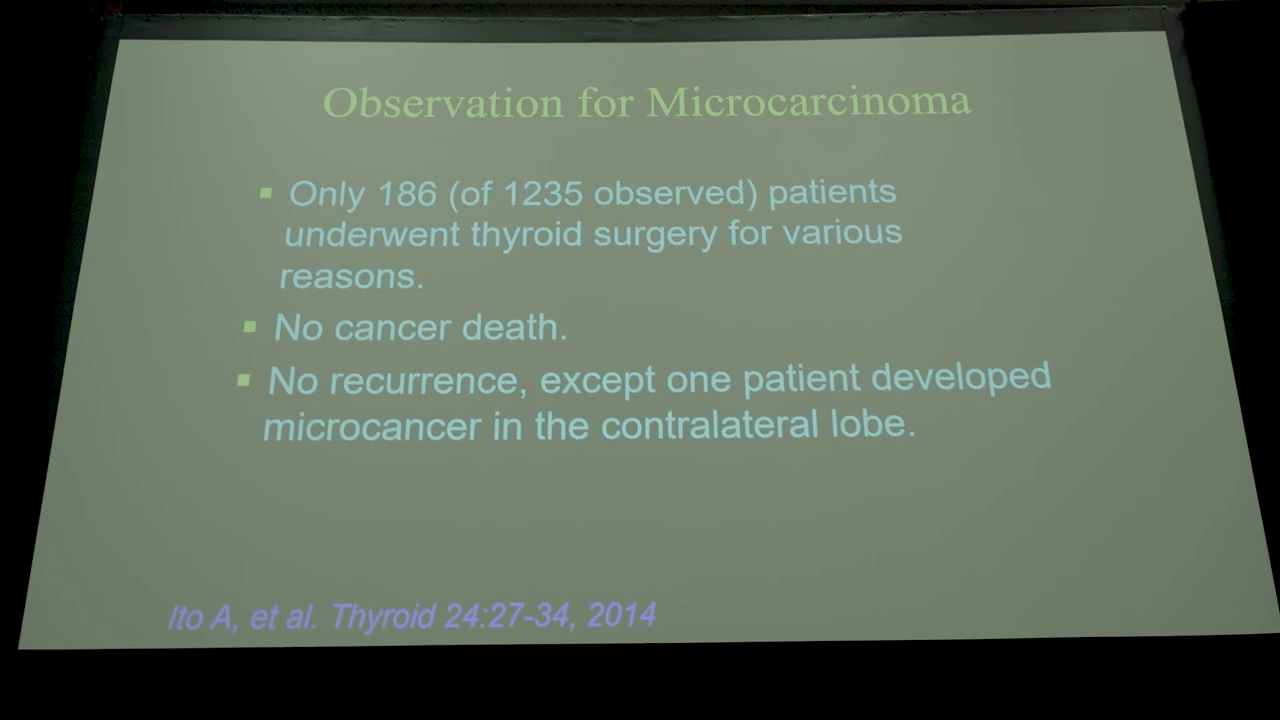 Observation for Microcarcinoma
▪ Only 186 (of 1235 observed) patients
underwent thyroid surgery for various
reasons.
▪ No cancer death.
▪ No recurrence, except one patient developed
microcancer in the contralateral lobe.
Ito A, et al. Thyroid 24:27-34, 2014